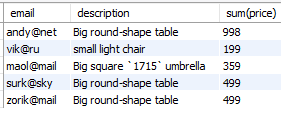 email description sum(price)
andy@net Big round-shape table 998
vik@ru small light chair 199
maol@mail Big square `1715` umbrella 359
surk@sky Big round-shape table 499
zorik@mail Big round-shape table 499